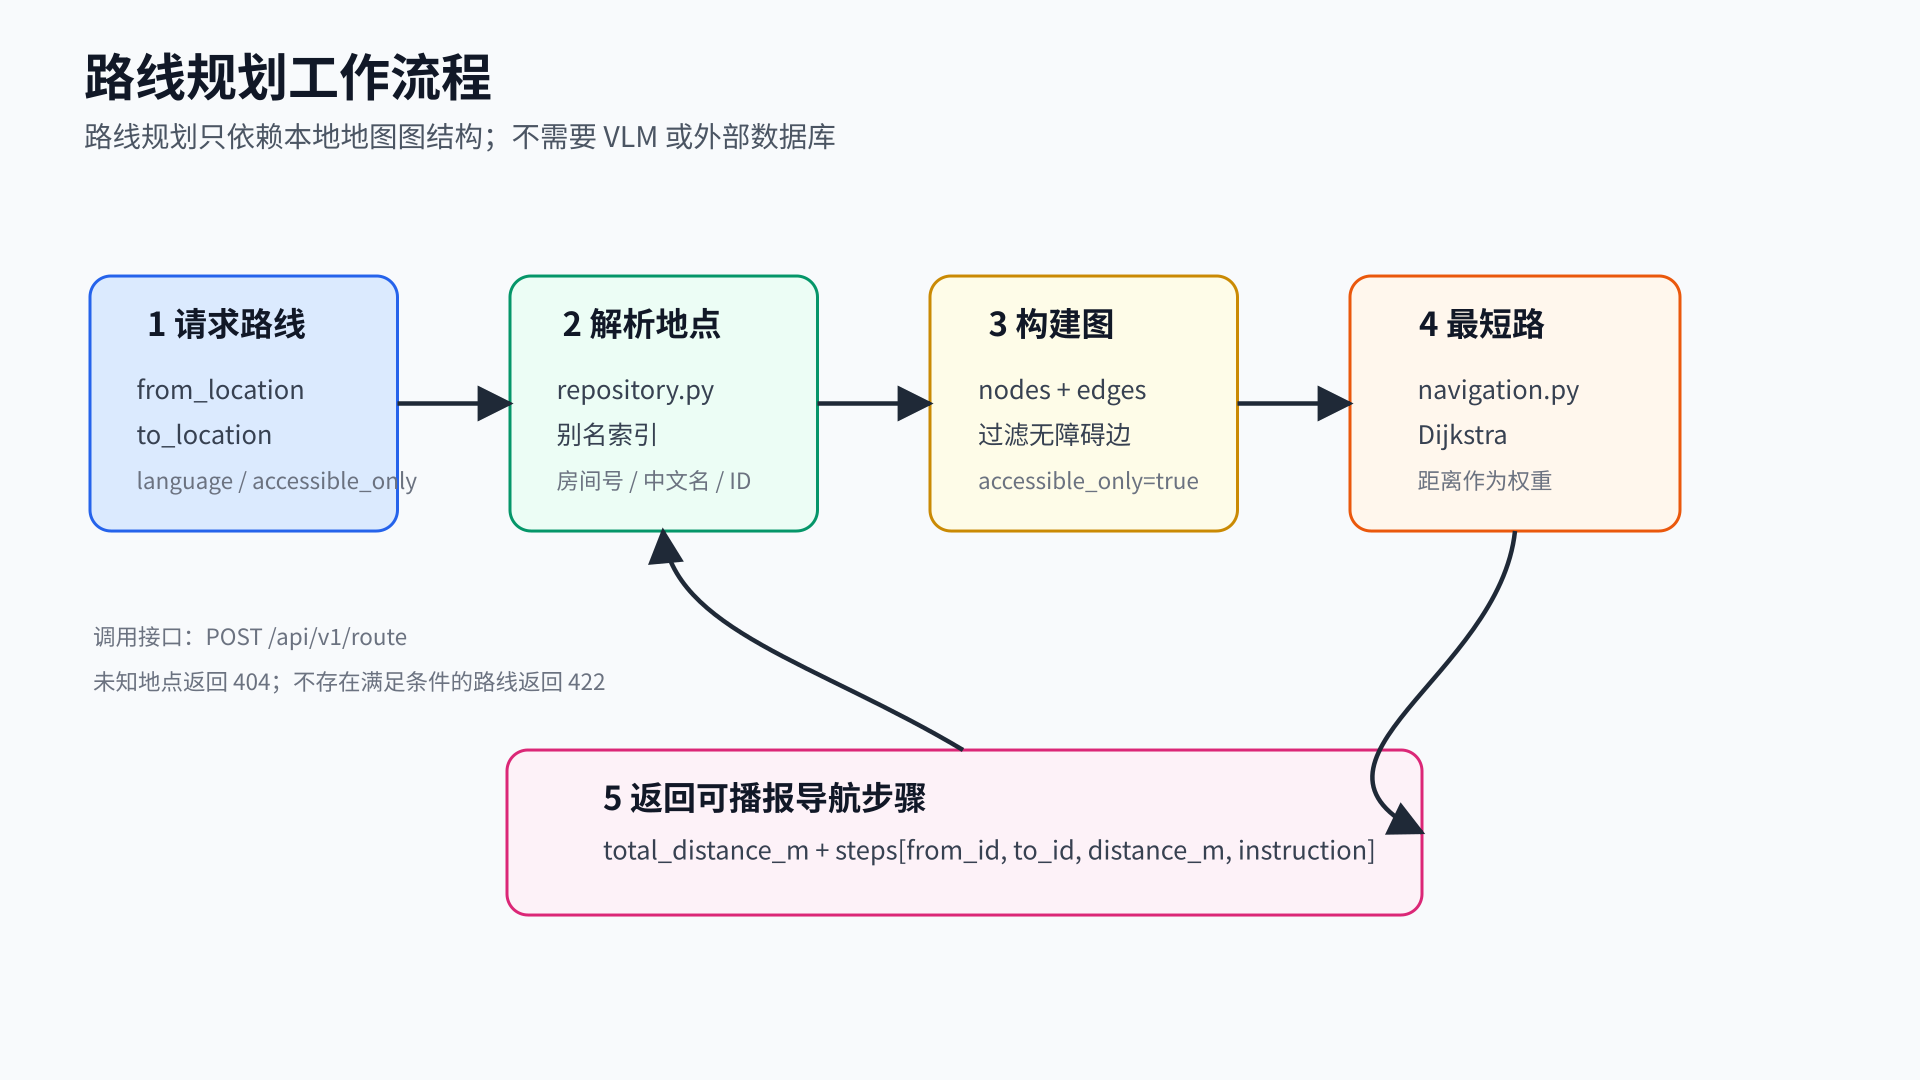 路线规划工作流程
路线规划只依赖本地地图图结构；不需要 VLM 或外部数据库
1 请求路线
from_location
to_location
language / accessible_only
2 解析地点
repository.py
别名索引
房间号 / 中文名 / ID
3 构建图
nodes + edges
过滤无障碍边
accessible_only=true
4 最短路
navigation.py
Dijkstra
距离作为权重
调用接口：POST /api/v1/route
未知地点返回 404；不存在满足条件的路线返回 422
5 返回可播报导航步骤
total_distance_m + steps[from_id, to_id, distance_m, instruction]